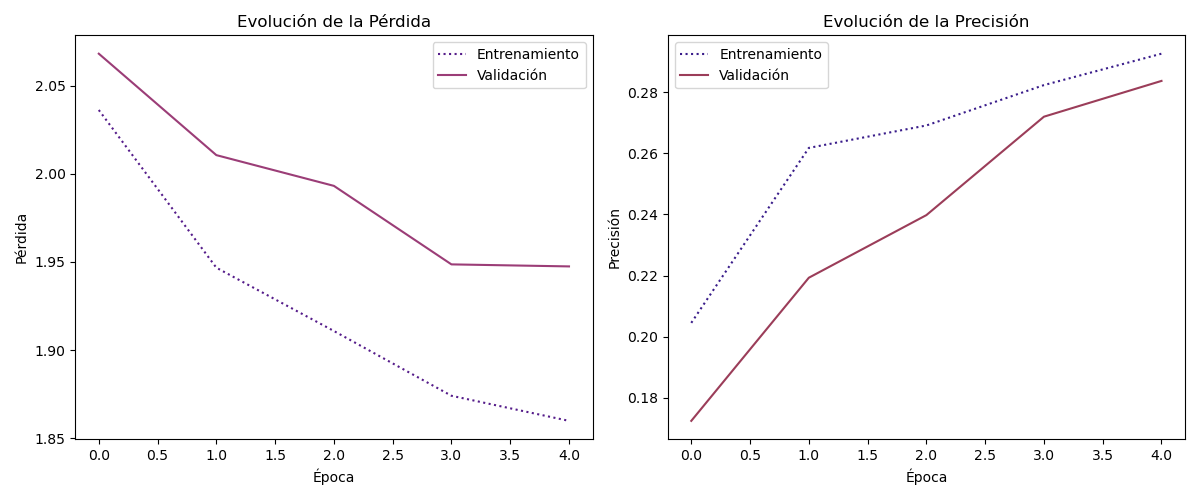 Evolución de la Pérdida
Pérdida
2.05
2.00
1.95
1.90
1.85
Entrenamiento
Validación
0.0 0.5 1.0 1.5 2.0 2.5 3.0 3.5 4.0
Época
Evolución de la Precisión
Precisión
0.28
0.26
0.24
0.22
0.20
0.18
Entrenamiento
Validación
0.0 0.5 1.0 1.5 2.0 2.5 3.0 3.5 4.0
Época